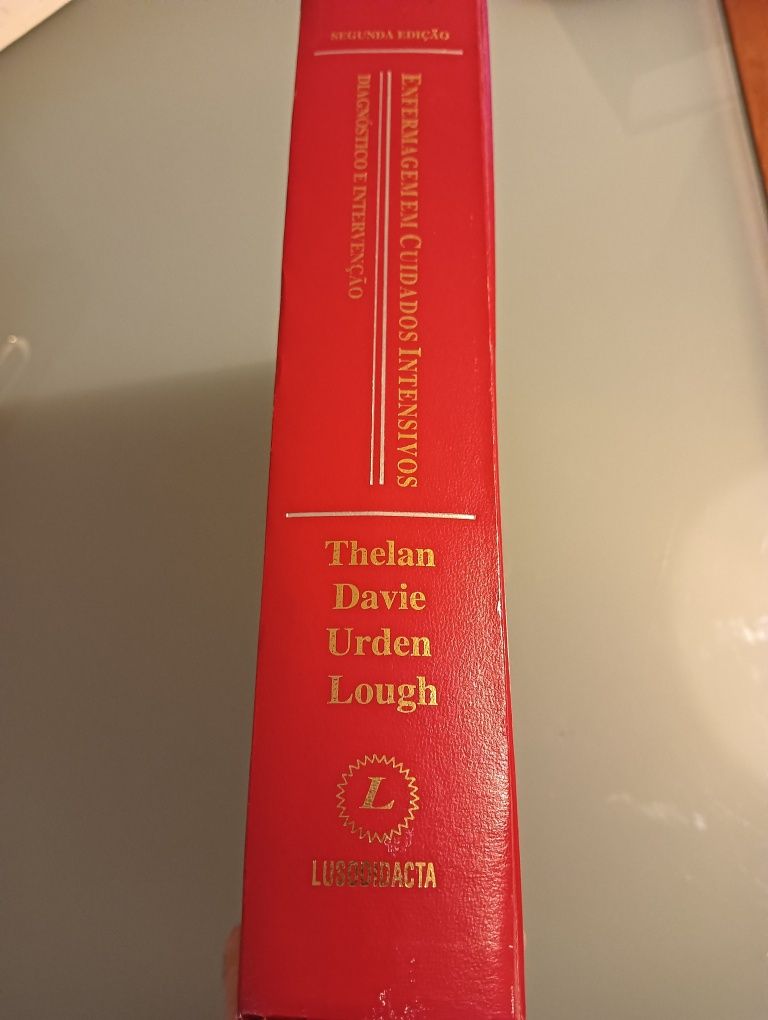 SEGUNDA EDIÇÃO
ENFERMAGEM EM CUIDADOS INTENSIVOS
DIAGNÓSTICO E INTERVENÇÃO
Thelan
Davie
Urden
Lough
L
LUSODIDACTA